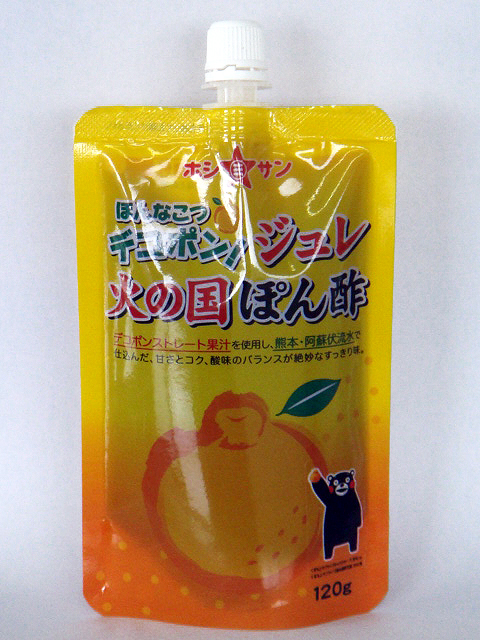 ホシサン
ほんなこつ
デコポン!ジュレ
火の国ぽん酢
デコポンストレート果汁を使用し、熊本・阿蘇伏流水で
仕込んだ、甘さとコク、酸味のバランスが絶妙なすっきり味。
120g